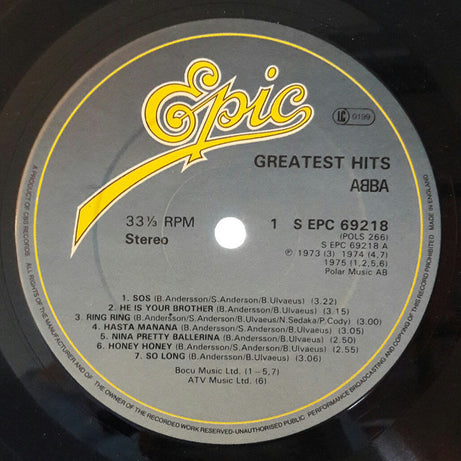 Epic
LC 0199
GREATEST HITS
ABBA
33⅓ RPM
Stereo
1 S EPC 69218
(POLS 266)
S EPC 69218 A
℗ 1973 (3) 1974 (4,7)
1975 (1,2,5,6)
Polar Music AB
1. SOS (B.Andersson/S.Anderson/B.Ulvaeus) (3.22)
2. HE IS YOUR BROTHER (B.Andersson/B.Ulvaeus) (3.15)
3. RING RING (B.Andersson/S.Anderson/B.Ulvaeus/N.Sedaka/P.Cody) (3.00)
4. HASTA MANANA (B.Andersson/S.Anderson/B.Ulvaeus) (3.05)
5. NINA PRETTY BALLERINA (B.Andersson/B.Ulvaeus) (2.50)
6. HONEY HONEY (B.Andersson/S.Anderson/B.Ulvaeus) (2.55)
7. SO LONG (B.Andersson/B.Ulvaeus) (3.06)
Bocu Music Ltd. (1–5,7)
ATV Music Ltd. (6)
A PRODUCT OF CBS RECORDS. ALL RIGHTS OF THE MANUFACTURER AND OF THE OWNER OF THE RECORDED WORK RESERVED-UNAUTHORISED PUBLIC PERFORMANCE BROADCASTING AND COPYING OF THIS RECORD PROHIBITED. MADE IN ENGLAND